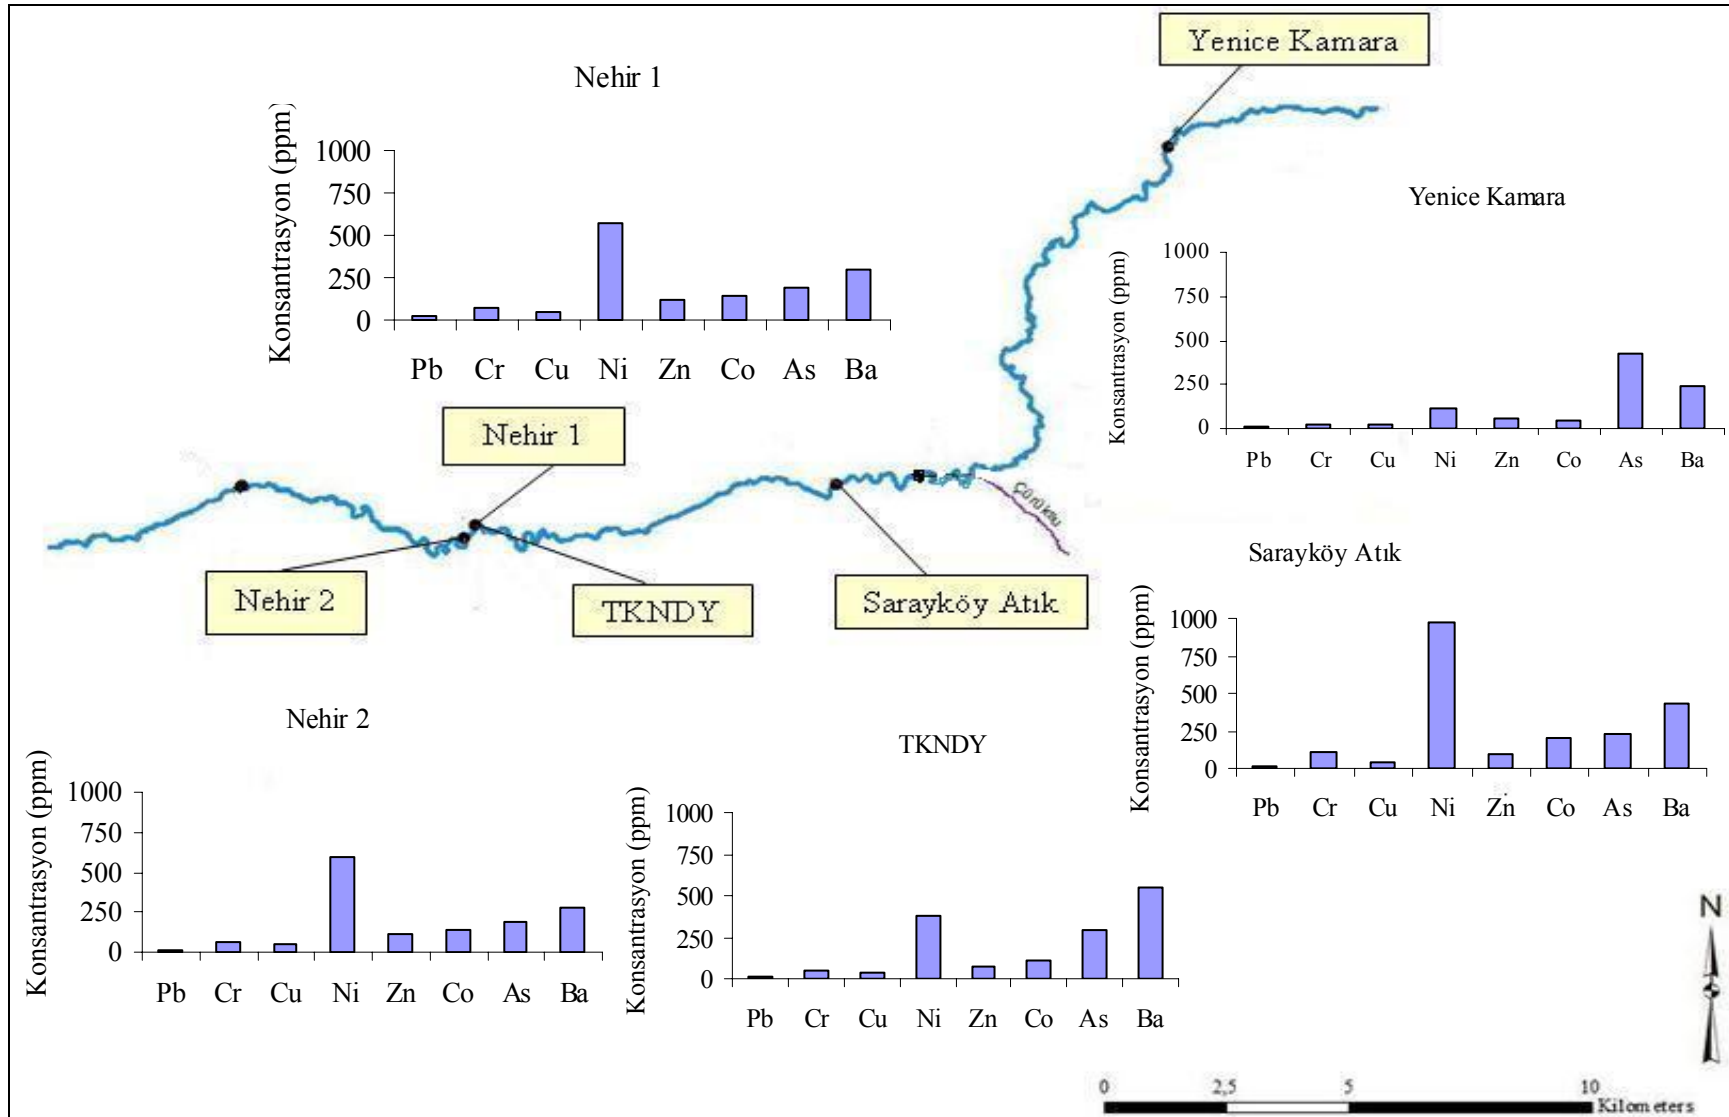 Yenice Kamara
Nehir 1
Konsantrasyon (ppm)
1000
750
500
250
0
Pb Cr Cu Ni Zn Co As Ba
Yenice Kamara
Konsantrasyon (ppm)
1000
750
500
250
0
Pb Cr Cu Ni Zn Co As Ba
Nehir 1
Çürüksu
Nehir 2
TKNDY
Sarayköy Atık
Sarayköy Atık
Konsantrasyon (ppm)
1000
750
500
250
0
Pb Cr Cu Ni Zn Co As Ba
Nehir 2
Konsantrasyon (ppm)
1000
750
500
250
0
Pb Cr Cu Ni Zn Co As Ba
TKNDY
Konsantrasyon (ppm)
1000
750
500
250
0
Pb Cr Cu Ni Zn Co As Ba
N
0 2,5 5 10
Kilometers